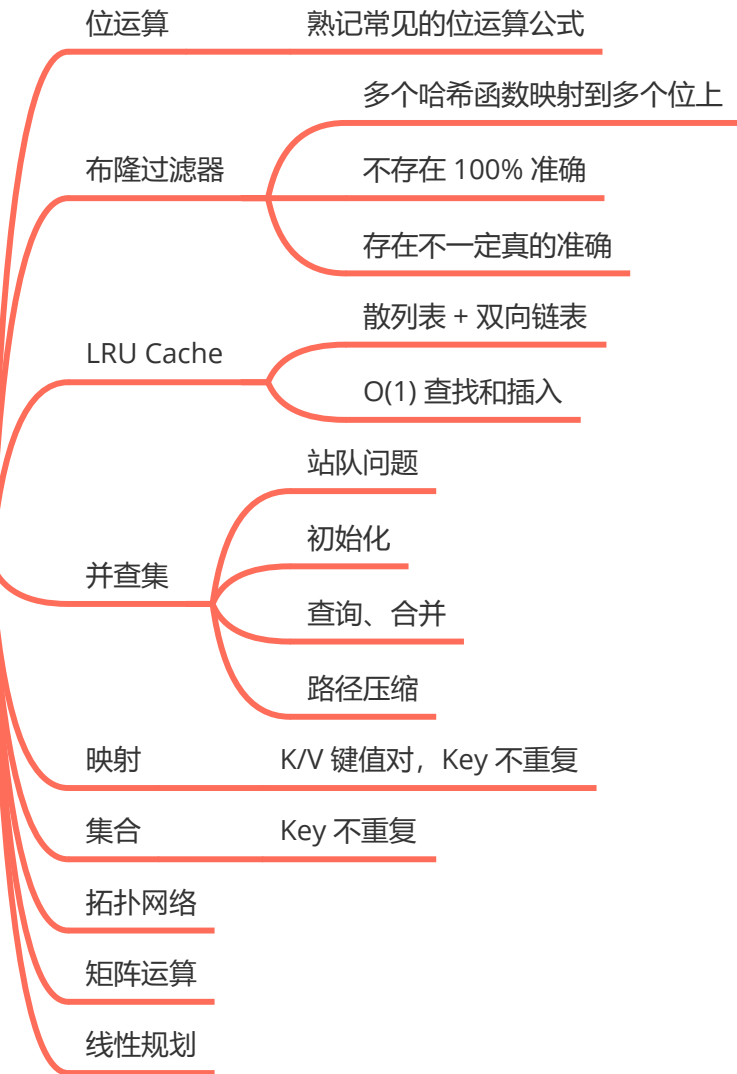 位运算
熟记常见的位运算公式
布隆过滤器
多个哈希函数映射到多个位上
不存在 100% 准确
存在不一定真的准确
LRU Cache
散列表 + 双向链表
O(1) 查找和插入
并查集
站队问题
初始化
查询、合并
路径压缩
映射
K/V 键值对，Key 不重复
集合
Key 不重复
拓扑网络
矩阵运算
线性规划